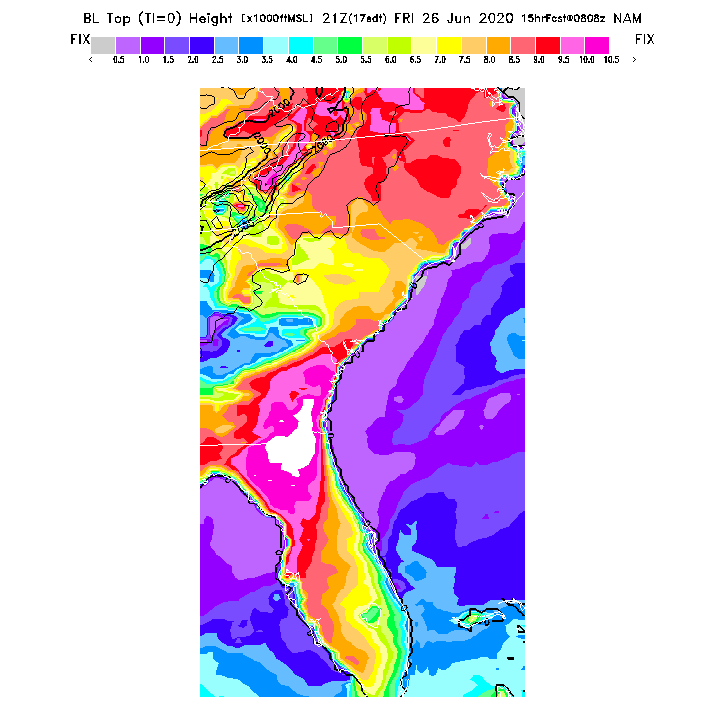 BL Top (TI=0) Height [x1000ftMSL] 21Z(17edt) FRI 26 Jun 2020 15hrFcst@0808z NAM
FIX FIX
< 0.5 1.0 1.5 2.0 2.5 3.0 3.5 4.0 4.5 5.0 5.5 6.0 6.5 7.0 7.5 8.0 8.5 9.0 9.5 10.0 10.5 >
2000
2000
2000